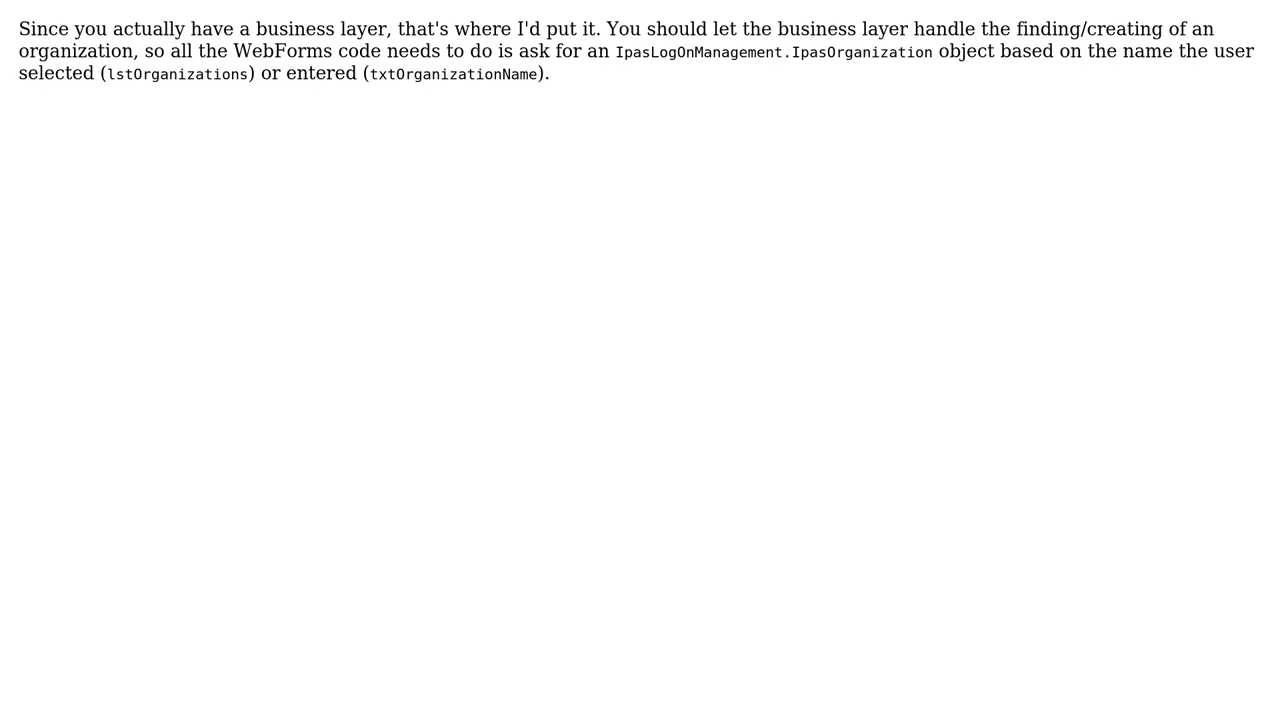 Since you actually have a business layer, that's where I'd put it. You should let the business layer handle the finding/creating of an
organization, so all the WebForms code needs to do is ask for an IpasLogOnManagement.IpasOrganization object based on the name the user
selected (lstOrganizations) or entered (txtOrganizationName).